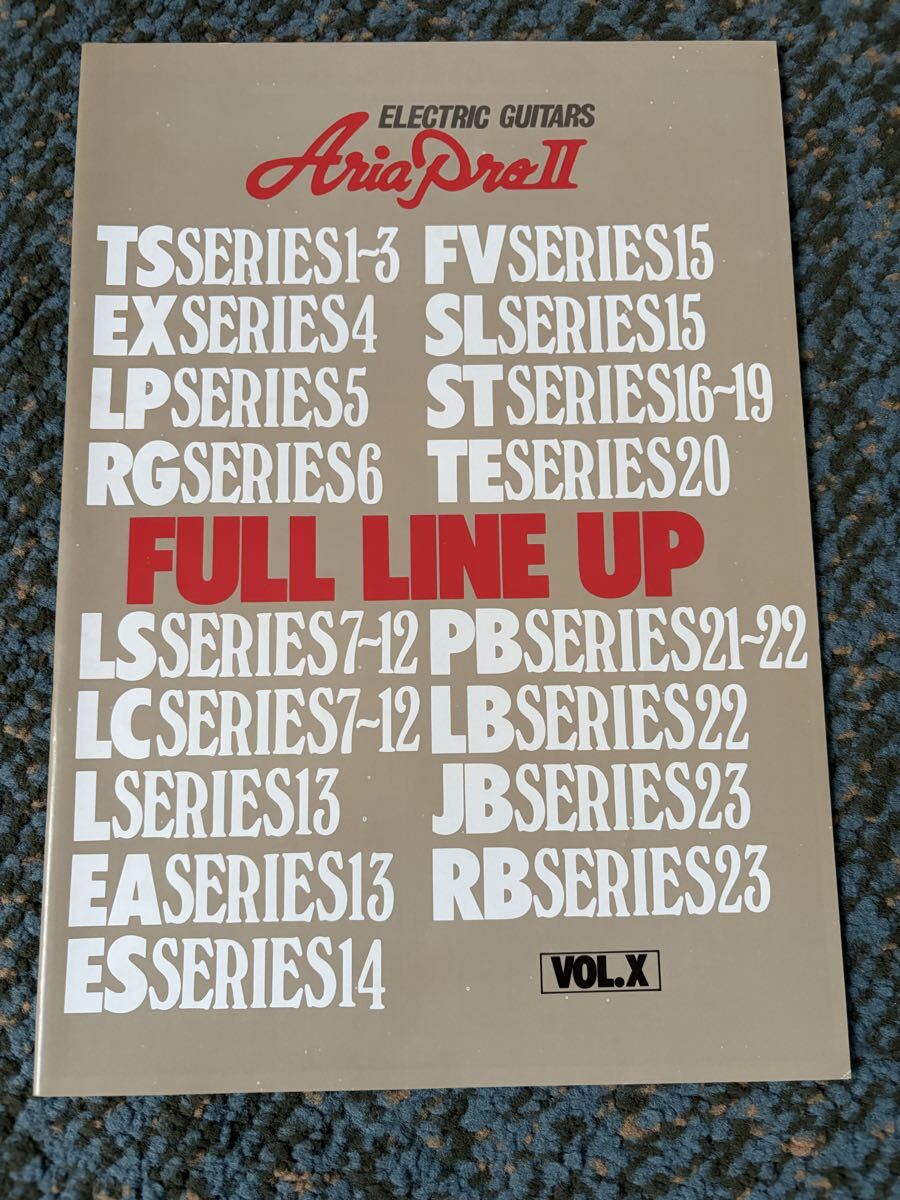 ELECTRIC GUITARS
Aria Pro II
TS SERIES 1~3
EX SERIES 4
LP SERIES 5
RG SERIES 6
FV SERIES 15
SL SERIES 15
ST SERIES 16~19
TE SERIES 20
FULL LINE UP
LS SERIES 7~12
LC SERIES 7~12
L SERIES 13
EA SERIES 13
ES SERIES 14
PB SERIES 21~22
LB SERIES 22
JB SERIES 23
RB SERIES 23
VOL.X